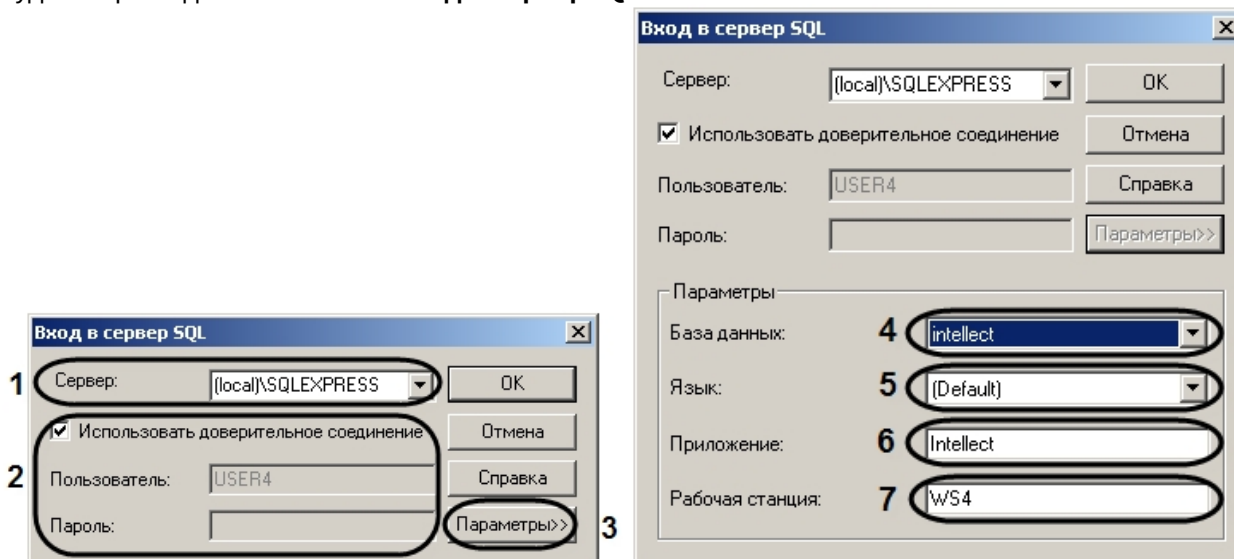 Вход в сервер SQL
Сервер: (local)\SQLEXPRESS OK
Использовать доверительное соединение Отмена
Пользователь: USER4 Справка
Пароль: Параметры>>
Параметры
База данных: 4 intellect
Язык: 5 (Default)
Приложение: 6 Intellect
Рабочая станция: 7 WS4
Вход в сервер SQL
1 Сервер: (local)\SQLEXPRESS OK
Использовать доверительное соединение Отмена
2 Пользователь: USER4 Справка
Пароль: Параметры>> 3